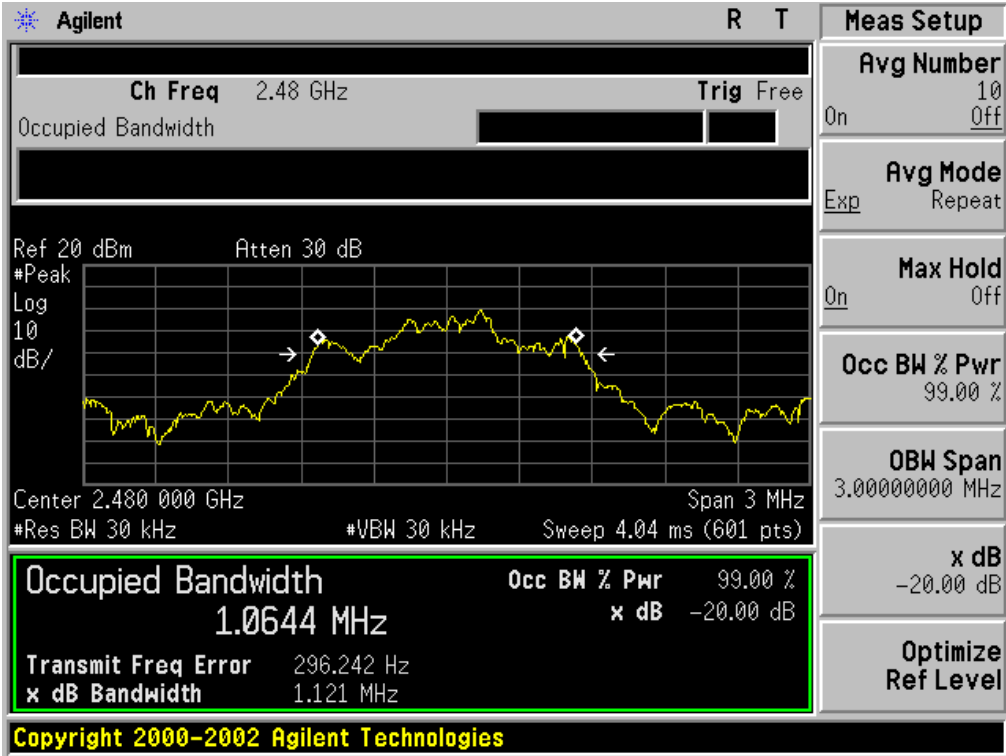 Agilent R T
Ch Freq 2.48 GHz Trig Free
Occupied Bandwidth
Ref 20 dBm Atten 30 dB
#Peak
Log
10
dB/
Center 2.480 000 GHz Span 3 MHz
#Res BW 30 kHz #VBW 30 kHz Sweep 4.04 ms (601 pts)
Occupied Bandwidth Occ BW % Pwr 99.00 %
1.0644 MHz x dB -20.00 dB
Transmit Freq Error 296.242 Hz
x dB Bandwidth 1.121 MHz
Copyright 2000-2002 Agilent Technologies
Meas Setup
Avg Number
10
On Off
Avg Mode
Exp Repeat
Max Hold
On Off
Occ BW % Pwr
99.00 %
OBW Span
3.00000000 MHz
x dB
-20.00 dB
Optimize
Ref Level